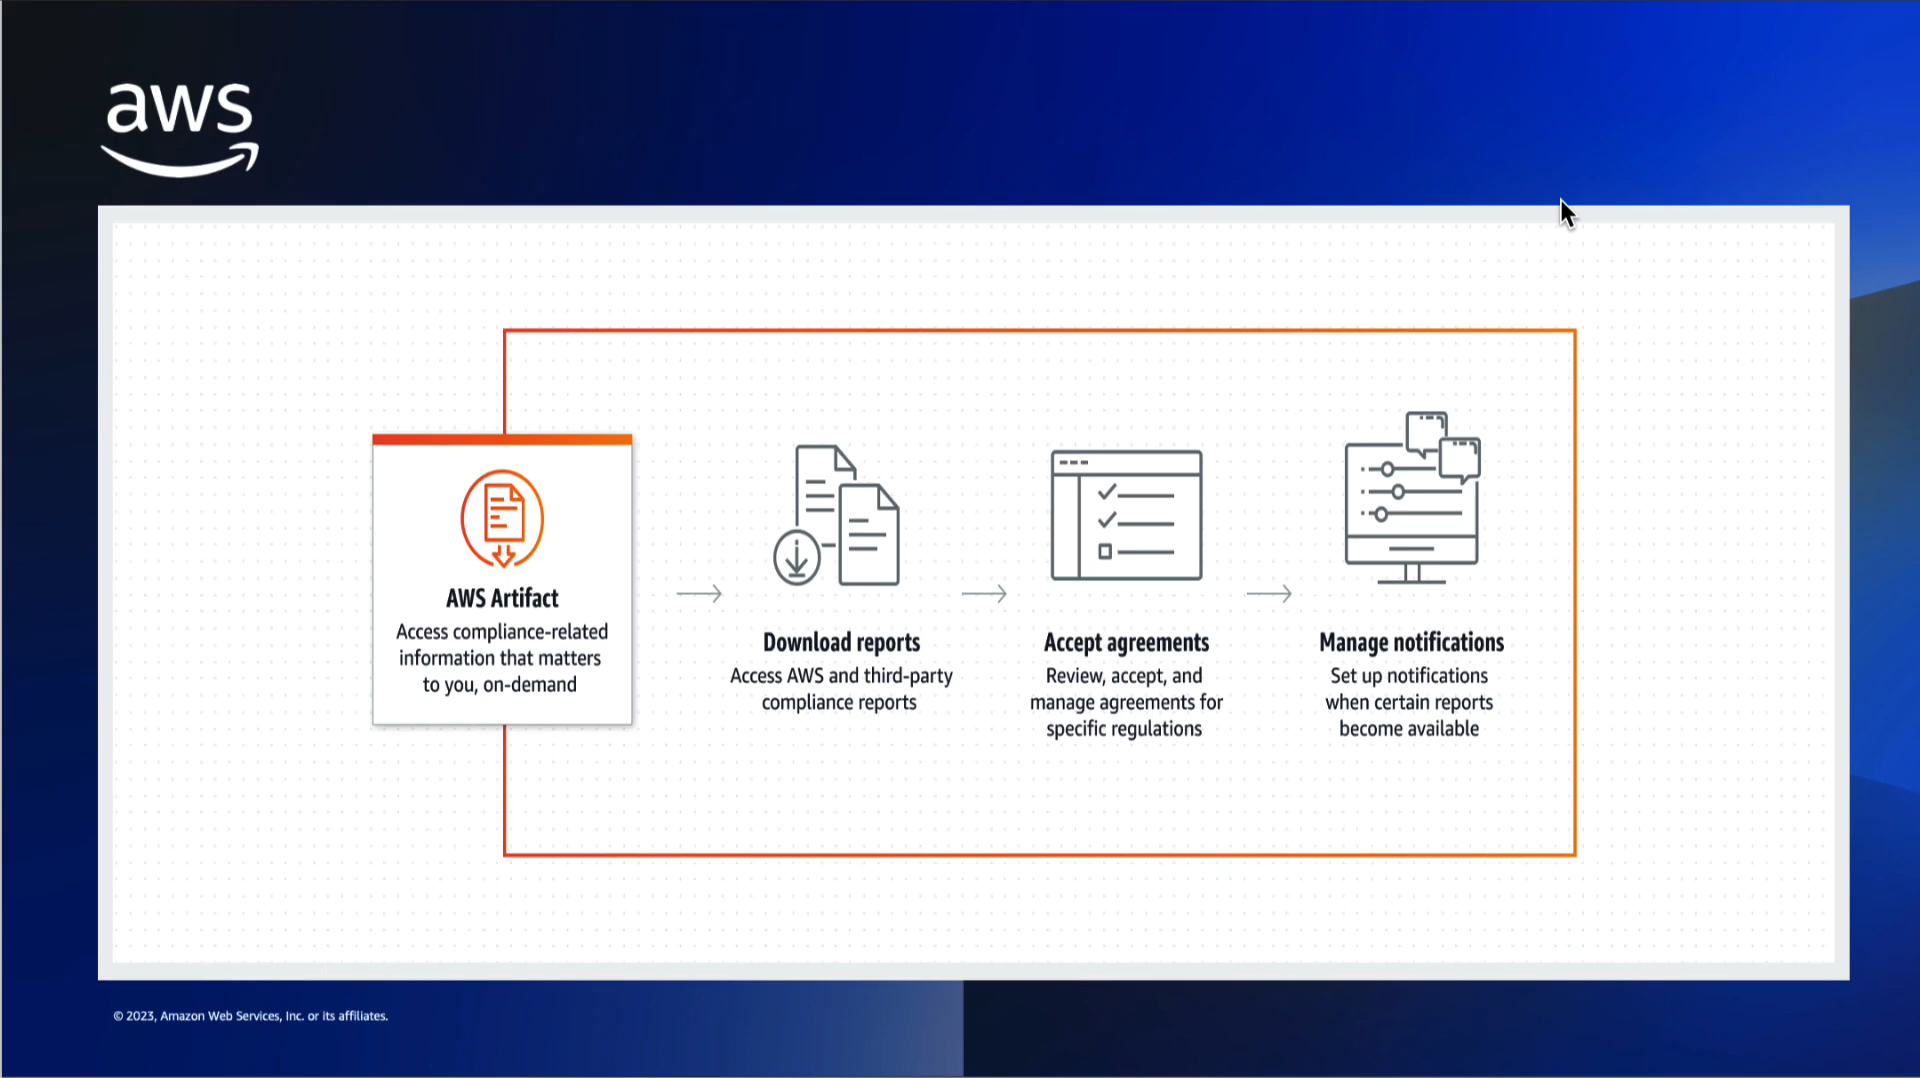 aws
AWS Artifact
Access compliance-related
information that matters
to you, on-demand
Download reports
Access AWS and third-party
compliance reports
Accept agreements
Review, accept, and
manage agreements for
specific regulations
Manage notifications
Set up notifications
when certain reports
become available
© 2023, Amazon Web Services, Inc. or its affiliates.